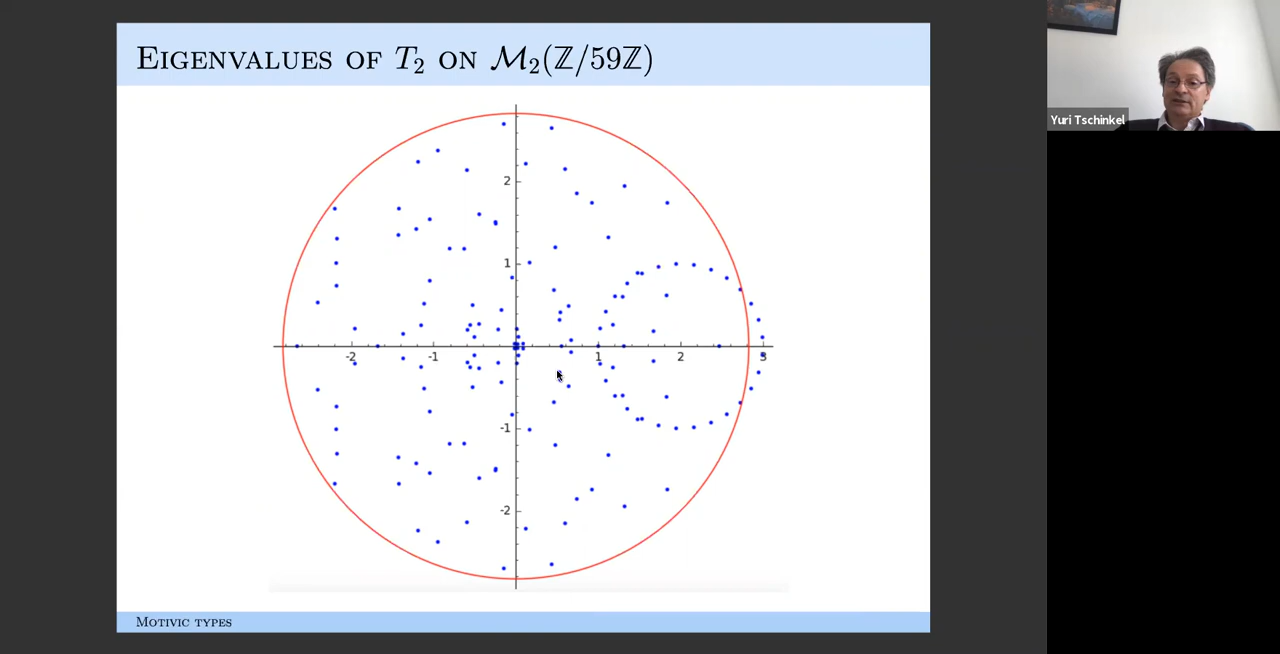 EIGENVALUES OF T₂ ON ℳ₂(ℤ/59ℤ)
Yuri Tschinkel
2
1
-2 -1 1 2 3
-1
-2
MOTIVIC TYPES